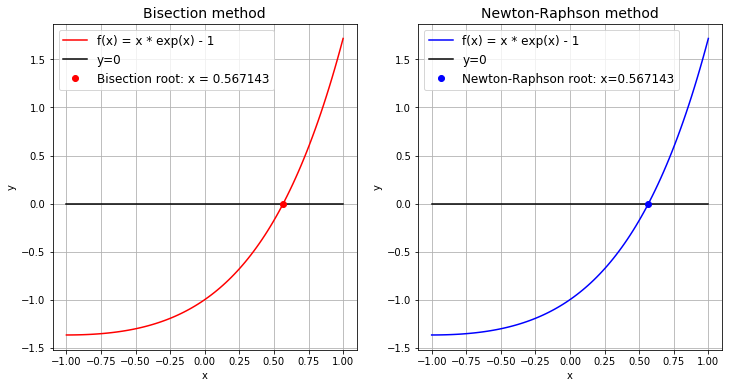 Bisection method
f(x) = x * exp(x) - 1
y=0
Bisection root: x = 0.567143
y
1.5
1.0
0.5
0.0
−0.5
−1.0
−1.5
−1.00 −0.75 −0.50 −0.25 0.00 0.25 0.50 0.75 1.00
x
Newton-Raphson method
f(x) = x * exp(x) - 1
y=0
Newton-Raphson root: x=0.567143
y
1.5
1.0
0.5
0.0
−0.5
−1.0
−1.5
−1.00 −0.75 −0.50 −0.25 0.00 0.25 0.50 0.75 1.00
x